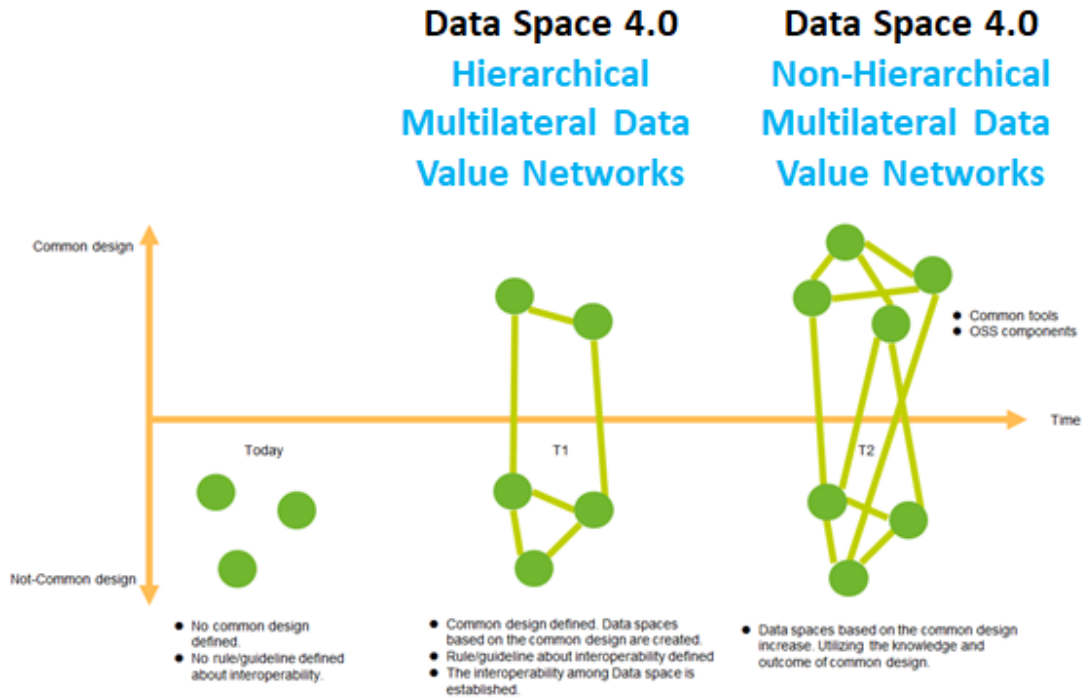 Data Space 4.0
Hierarchical
Multilateral Data
Value Networks
Data Space 4.0
Non-Hierarchical
Multilateral Data
Value Networks
Common design
● Common tools
● OSS components
Time
Today
T1
T2
Not-Common design
● No common design
defined.
● No rule/guideline defined
about interoperability.
● Common design defined. Data spaces
based on the common design are created.
● Rule/guideline about interoperability defined
● The interoperability among Data space is
established.
● Data spaces based on the common design
increase. Utilizing the knowledge and
outcome of common design.